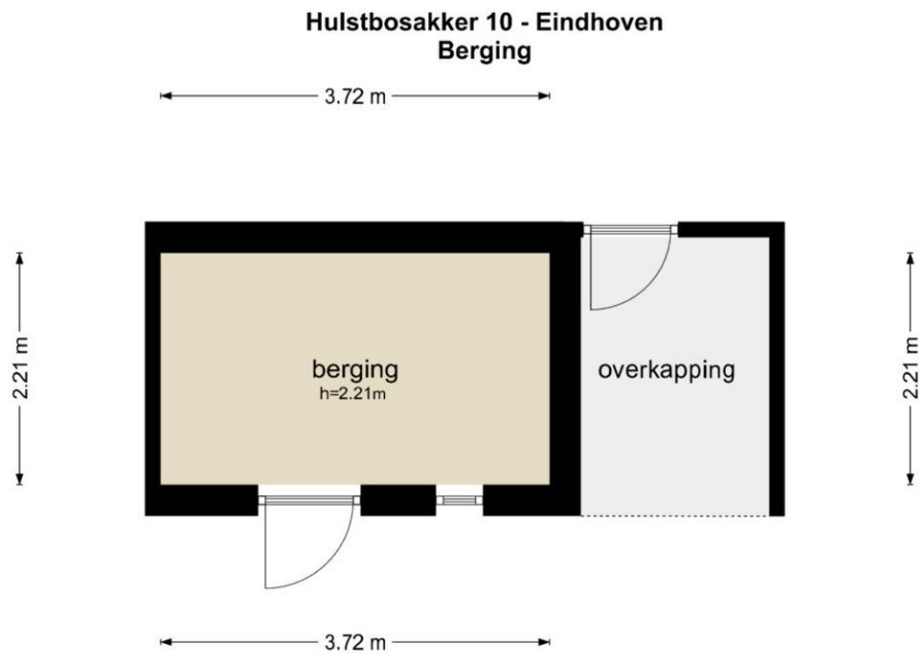 Hulstbosakker 10 - Eindhoven
Berging
3.72 m
2.21 m
berging
h=2.21m
overkapping
2.21 m
3.72 m